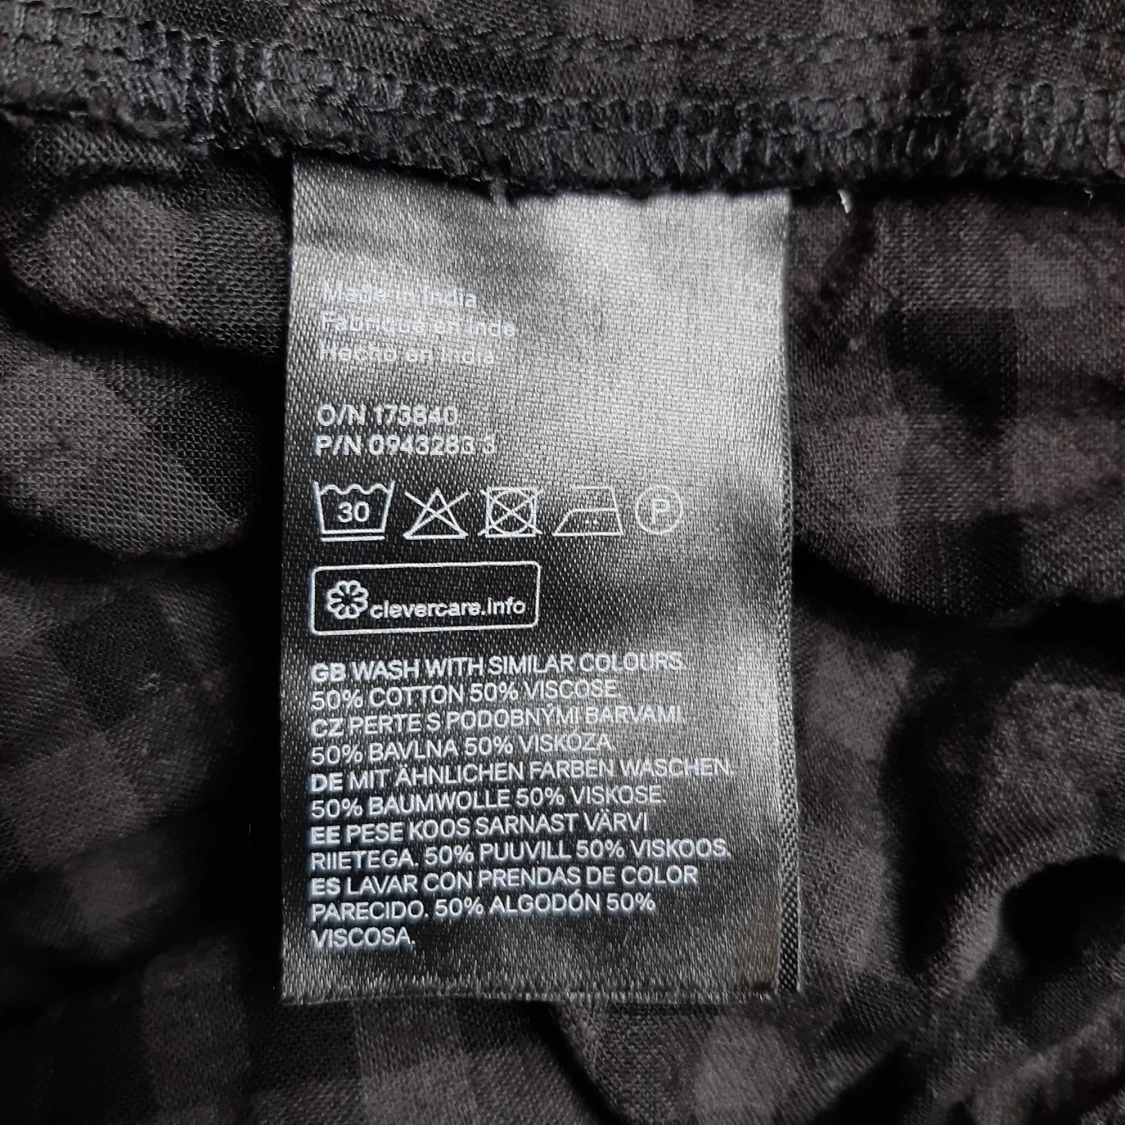 Made in India
Fabriqué en Inde
Hecho en India
O/N 173840
P/N 0943283 3
30
P
clevercare.info
GB WASH WITH SIMILAR COLOURS.
50% COTTON 50% VISCOSE.
CZ PERTE S PODOBNÝMI BARVAMI.
50% BAVLNA 50% VISKÓZA
DE MIT ÄHNLICHEN FARBEN WASCHEN.
50% BAUMWOLLE 50% VISKOSE.
EE PESE KOOS SARNAST VÄRVI
RIIETEGA. 50% PUUVILL 50% VISKOOS.
ES LAVAR CON PRENDAS DE COLOR
PARECIDO. 50% ALGODÓN 50%
VISCOSA.